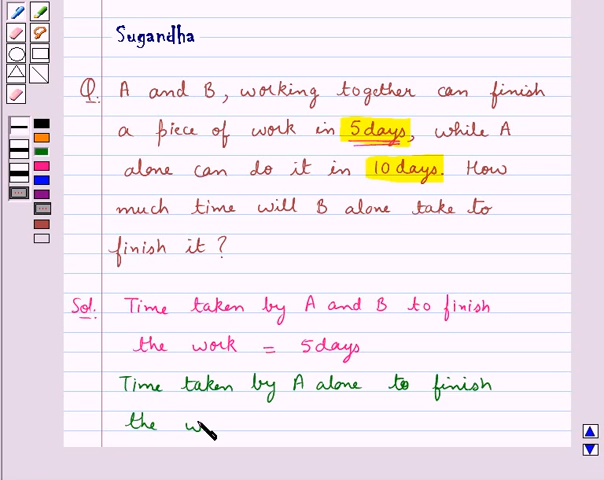 Sugandha
Q. A and B, working together can finish
a piece of work in 5 days, while A
alone can do it in 10 days. How
much time will B alone take to
finish it?
Sol. Time taken by A and B to finish
the work = 5 days
Time taken by A alone to finish
the w